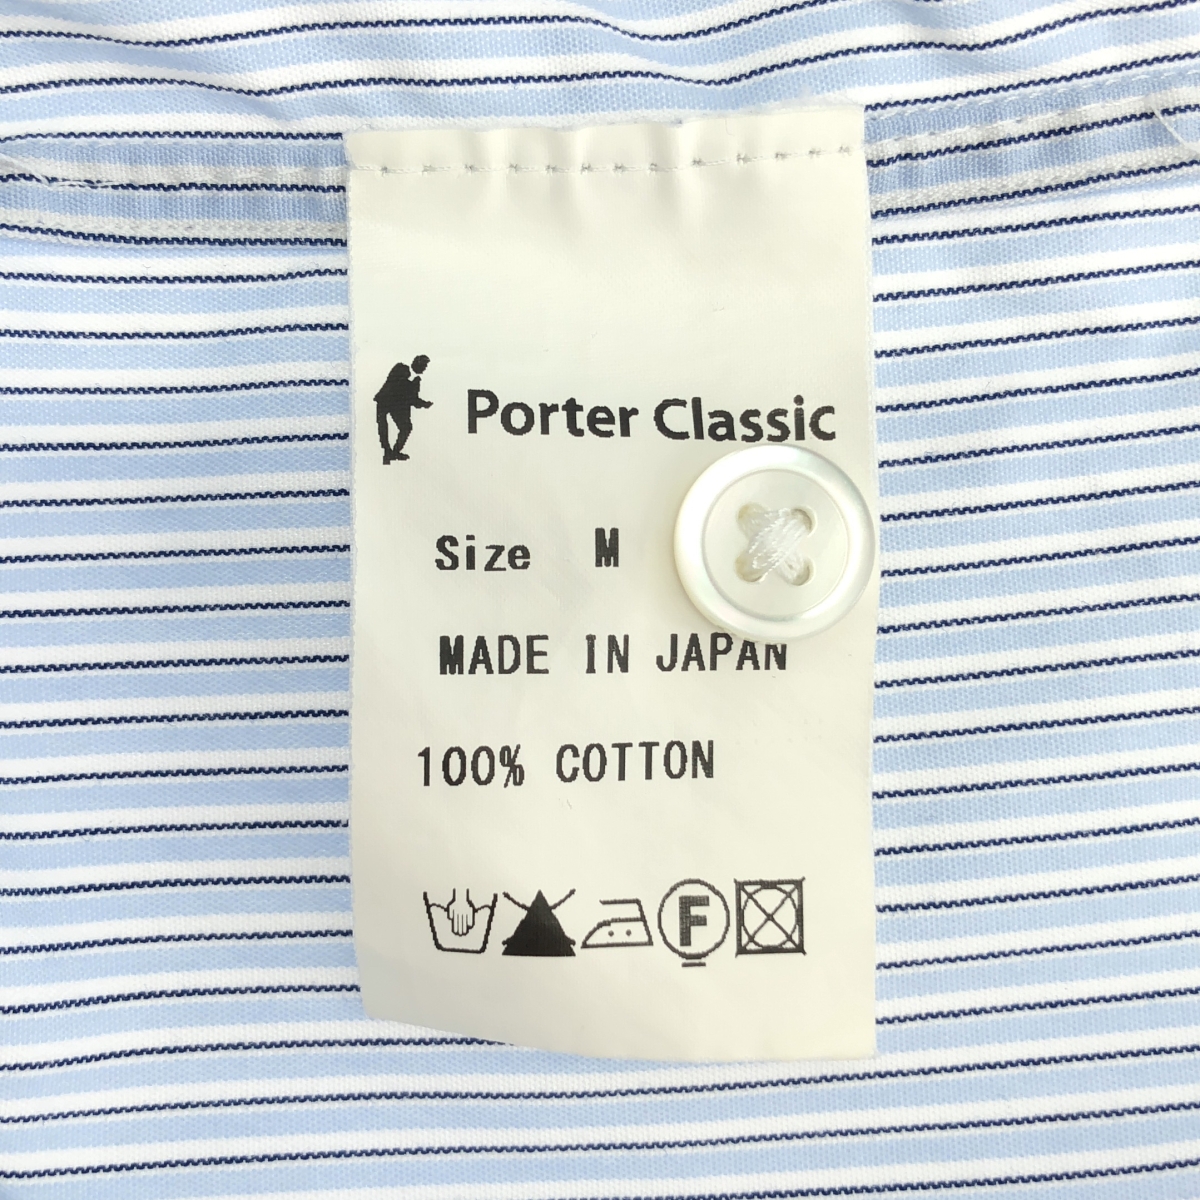 Porter Classic
Size M
MADE IN JAPAN
100% COTTON
F